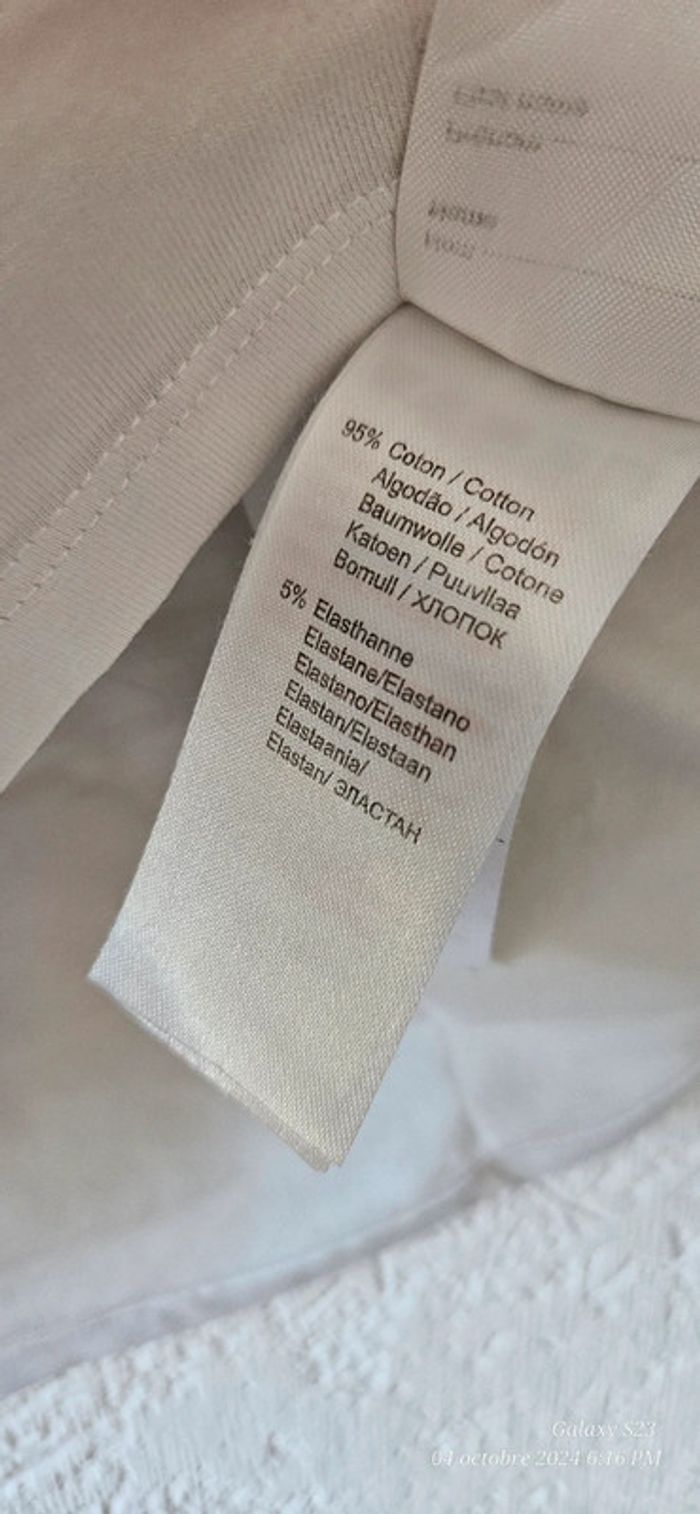 95% Coton / Cotton
Algodão / Algodón
Baumwolle / Cotone
Katoen / Puuvllaa
Bomull / ХЛОПОК
5% Elasthanne
Elastane/Elastano
Elastano/Elasthan
Elastan/Elastaan
Elastaania/
Elastan/ ЭЛАСТАН
Galaxy S23
04 octobre 2024 6:16 PM